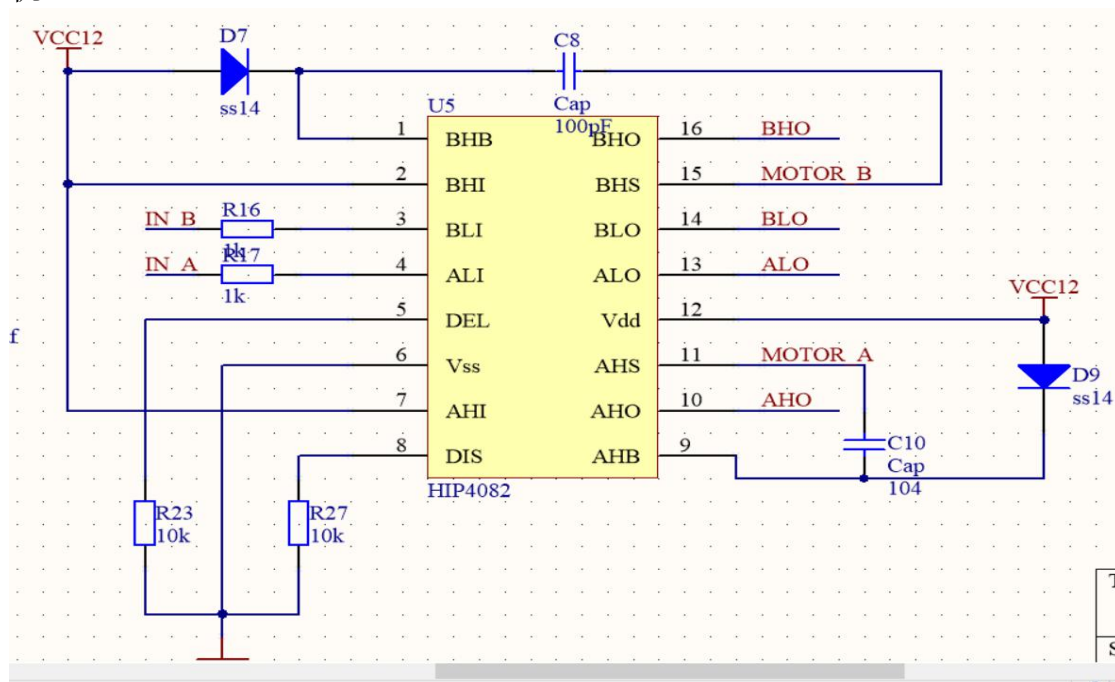 VCC12
D7
ss14
C8
Cap
100pF
U5
1 BHB
BHO 16 BHO
2 BHI
BHS 15 MOTOR_B
IN_B R16
1k
3 BLI
BLO 14 BLO
IN_A R17
1k
4 ALI
ALO 13 ALO
5 DEL
Vdd 12
VCC12
6 Vss
AHS 11 MOTOR_A
D9
ss14
7 AHI
AHO 10 AHO
8 DIS
AHB 9
C10
Cap
104
HIP4082
R23
10k
R27
10k
f
T
S